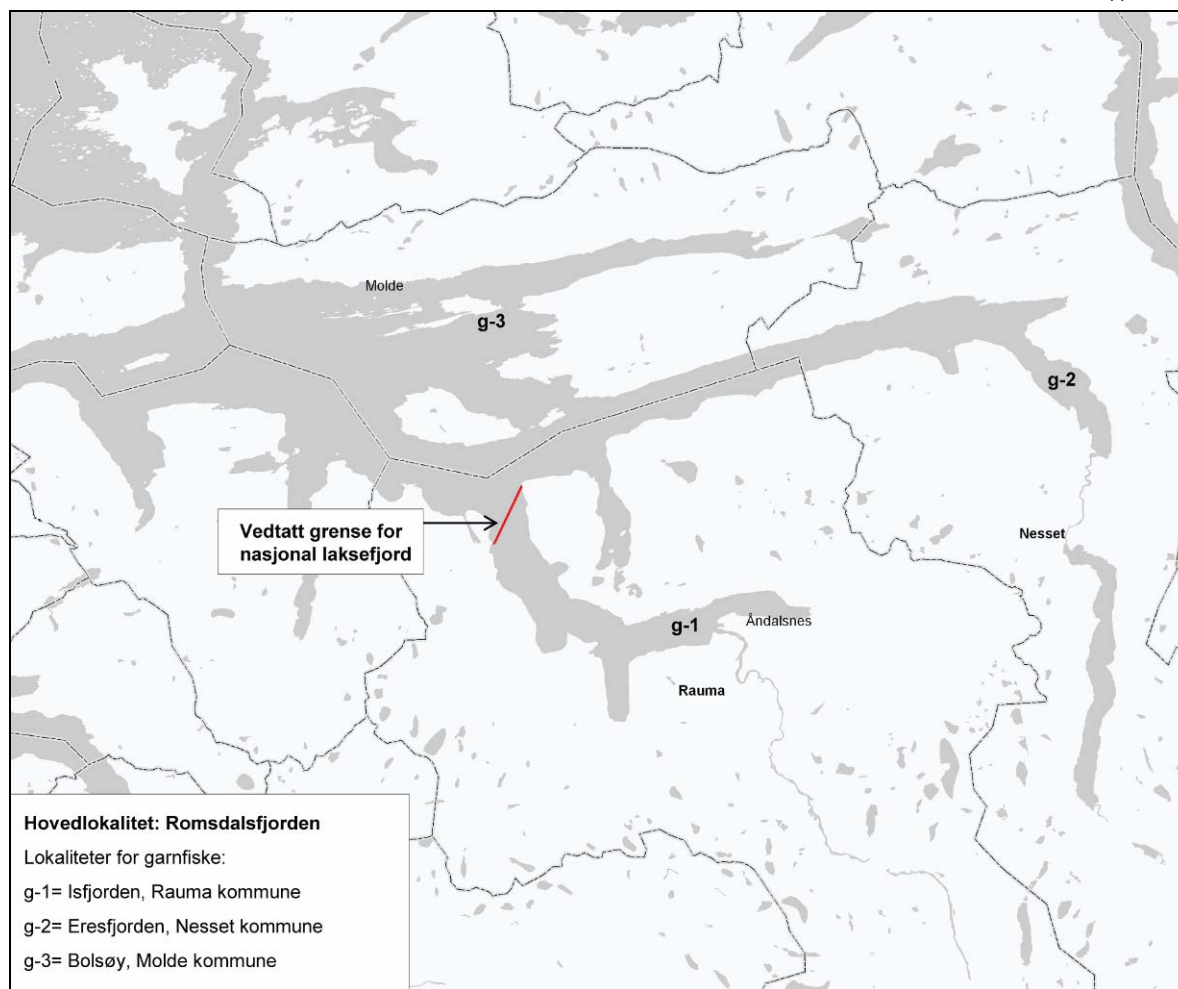 Molde
g-3
g-2
Vedtatt grense for
nasjonal laksefjord
Nesset
g-1
Åndalsnes
Rauma
Hovedlokalitet: Romsdalsfjorden
Lokaliteter for garnfiske:
g-1= Isfjorden, Rauma kommune
g-2= Eresfjorden, Nesset kommune
g-3= Bolsøy, Molde kommune